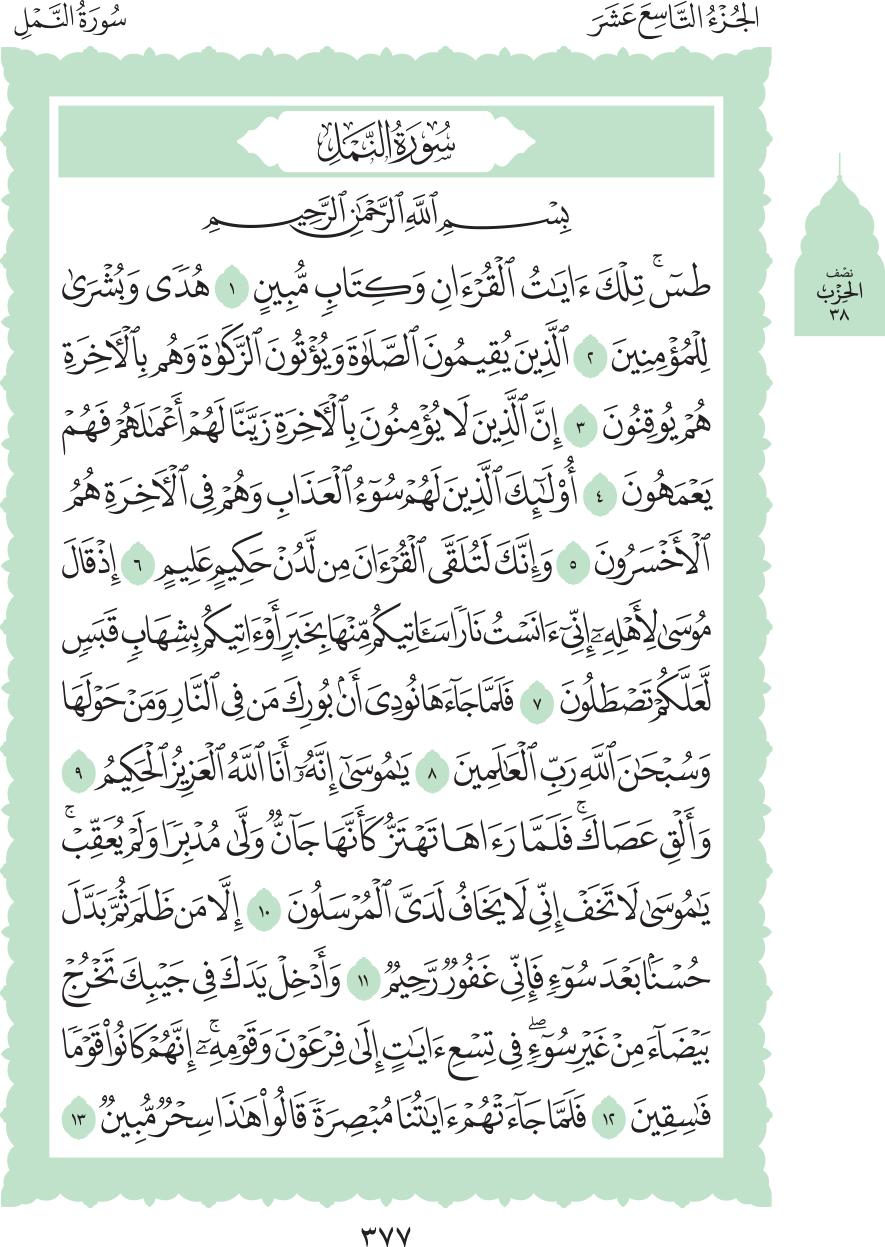 الجُزْءُ التَّاسِعَ عَشَرَ
سُورَةُ النَّمۡلِ
سُورَةُ النَّمۡلِ
بِسۡمِ ٱللَّهِ ٱلرَّحۡمَٰنِ ٱلرَّحِيمِ
طسٓۚ تِلۡكَ ءَايَٰتُ ٱلۡقُرۡءَانِ وَكِتَابٖ مُّبِينٍ ١ هُدٗى وَبُشۡرَىٰ
لِلۡمُؤۡمِنِينَ ٢ ٱلَّذِينَ يُقِيمُونَ ٱلصَّلَوٰةَ وَيُؤۡتُونَ ٱلزَّكَوٰةَ وَهُم بِٱلۡأٓخِرَةِ
هُمۡ يُوقِنُونَ ٣ إِنَّ ٱلَّذِينَ لَا يُؤۡمِنُونَ بِٱلۡأٓخِرَةِ زَيَّنَّا لَهُمۡ أَعۡمَٰلَهُمۡ فَهُمۡ
يَعۡمَهُونَ ٤ أُوْلَٰٓئِكَ ٱلَّذِينَ لَهُمۡ سُوٓءُ ٱلۡعَذَابِ وَهُمۡ فِي ٱلۡأٓخِرَةِ هُمُ
ٱلۡأَخۡسَرُونَ ٥ وَإِنَّكَ لَتُلَقَّى ٱلۡقُرۡءَانَ مِن لَّدُنۡ حَكِيمٍ عَلِيمٍ ٦ إِذۡ قَالَ
مُوسَىٰ لِأَهۡلِهِۦٓ إِنِّيٓ ءَانَسۡتُ نَارٗا سَـَٔاتِيكُم مِّنۡهَا بِخَبَرٍ أَوۡ ءَاتِيكُم بِشِهَابٖ قَبَسٖ
لَّعَلَّكُمۡ تَصۡطَلُونَ ٧ فَلَمَّا جَآءَهَا نُودِيَ أَنۢ بُورِكَ مَن فِي ٱلنَّارِ وَمَنۡ حَوۡلَهَا
وَسُبۡحَٰنَ ٱللَّهِ رَبِّ ٱلۡعَٰلَمِينَ ٨ يَٰمُوسَىٰٓ إِنَّهُۥٓ أَنَا ٱللَّهُ ٱلۡعَزِيزُ ٱلۡحَكِيمُ ٩
وَأَلۡقِ عَصَاكَۚ فَلَمَّا رَءَاهَا تَهۡتَزُّ كَأَنَّهَا جَآنّٞ وَلَّىٰ مُدۡبِرٗا وَلَمۡ يُعَقِّبۡۚ
يَٰمُوسَىٰ لَا تَخَفۡ إِنِّي لَا يَخَافُ لَدَيَّ ٱلۡمُرۡسَلُونَ ١٠ إِلَّا مَن ظَلَمَ ثُمَّ بَدَّلَ
حُسۡنَۢا بَعۡدَ سُوٓءٖ فَإِنِّي غَفُورٞ رَّحِيمٞ ١١ وَأَدۡخِلۡ يَدَكَ فِي جَيۡبِكَ تَخۡرُجۡ
بَيۡضَآءَ مِنۡ غَيۡرِ سُوٓءٖۖ فِي تِسۡعِ ءَايَٰتٍ إِلَىٰ فِرۡعَوۡنَ وَقَوۡمِهِۦٓۚ إِنَّهُمۡ كَانُواْ قَوۡمٗا
فَٰسِقِينَ ١٢ فَلَمَّا جَآءَتۡهُمۡ ءَايَٰتُنَا مُبۡصِرَةٗ قَالُواْ هَٰذَا سِحۡرٞ مُّبِينٞ ١٣
نصف
الحِزۡب
٣٨
٣٧٧